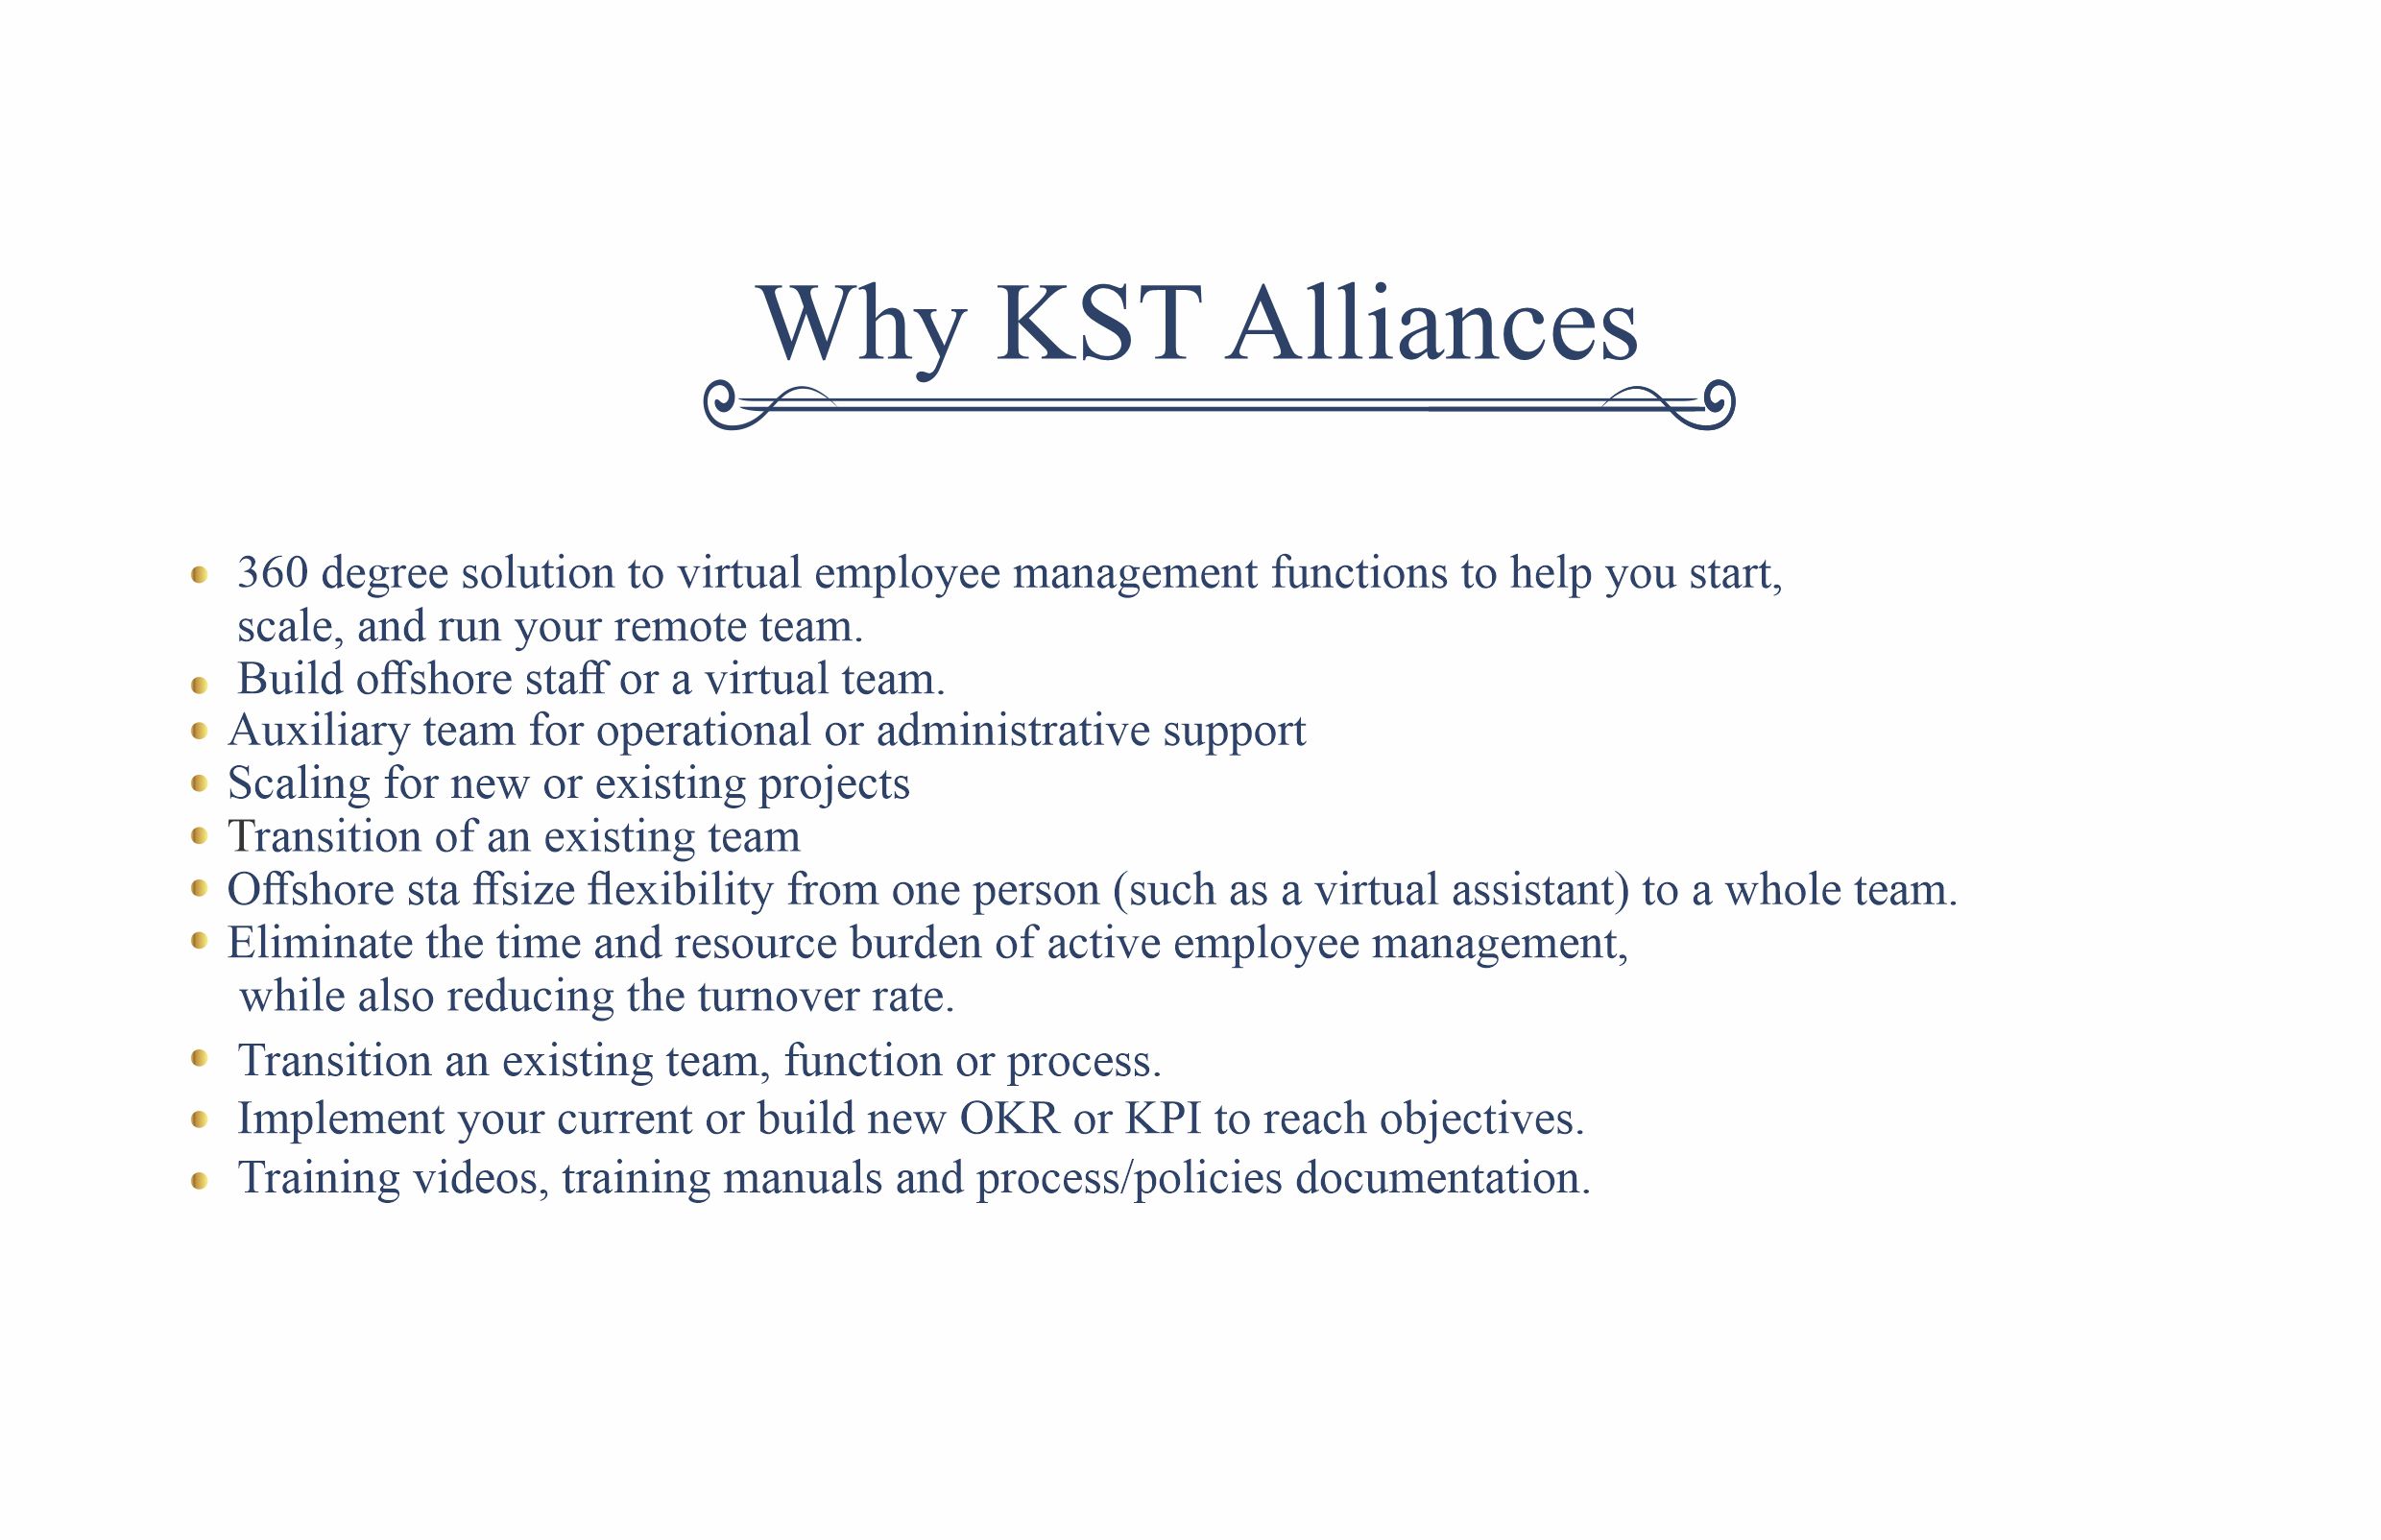 Why KST Alliances
360 degree solution to virtual employee management functions to help you start,
scale, and run your remote team.
Build offshore staff or a virtual team.
Auxiliary team for operational or administrative support
Scaling for new or existing projects
Transition of an existing team
Offshore sta ffsize flexibility from one person (such as a virtual assistant) to a whole team.
Eliminate the time and resource burden of active employee management,
while also reducing the turnover rate.
Transition an existing team, function or process.
Implement your current or build new OKR or KPI to reach objectives.
Training videos, training manuals and process/policies documentation.